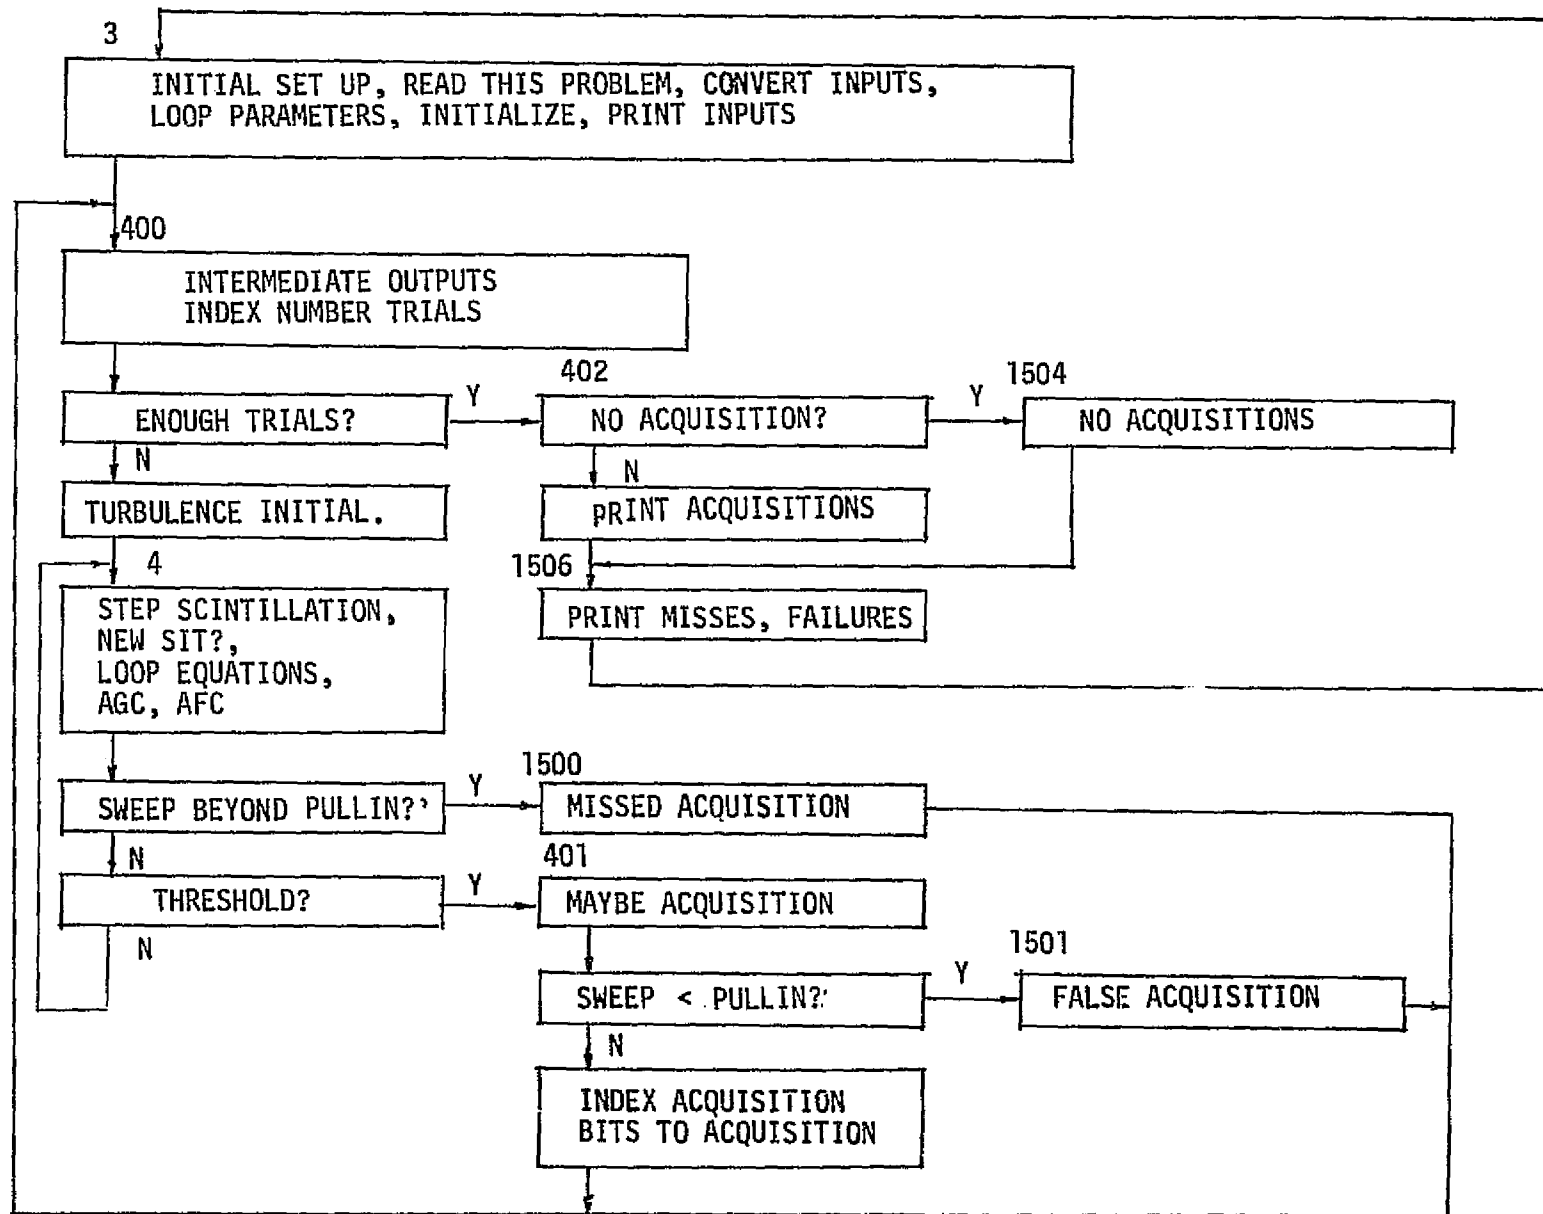 3
INITIAL SET UP, READ THIS PROBLEM, CONVERT INPUTS,
LOOP PARAMETERS, INITIALIZE, PRINT INPUTS
400
INTERMEDIATE OUTPUTS
INDEX NUMBER TRIALS
ENOUGH TRIALS?
Y
402
NO ACQUISITION?
Y
1504
NO ACQUISITIONS
N
TURBULENCE INITIAL.
N
PRINT ACQUISITIONS
4
1506
STEP SCINTILLATION,
NEW SIT?,
LOOP EQUATIONS,
AGC, AFC
PRINT MISSES, FAILURES
SWEEP BEYOND PULLIN?
Y
1500
MISSED ACQUISITION
N
THRESHOLD?
Y
401
MAYBE ACQUISITION
N
SWEEP < PULLIN?
Y
1501
FALSE ACQUISITION
N
INDEX ACQUISITION
BITS TO ACQUISITION